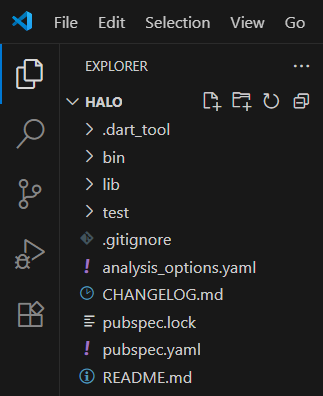 File Edit Selection View Go
EXPLORER
HALO
.dart_tool
bin
lib
test
.gitignore
analysis_options.yaml
CHANGELOG.md
pubspec.lock
pubspec.yaml
README.md